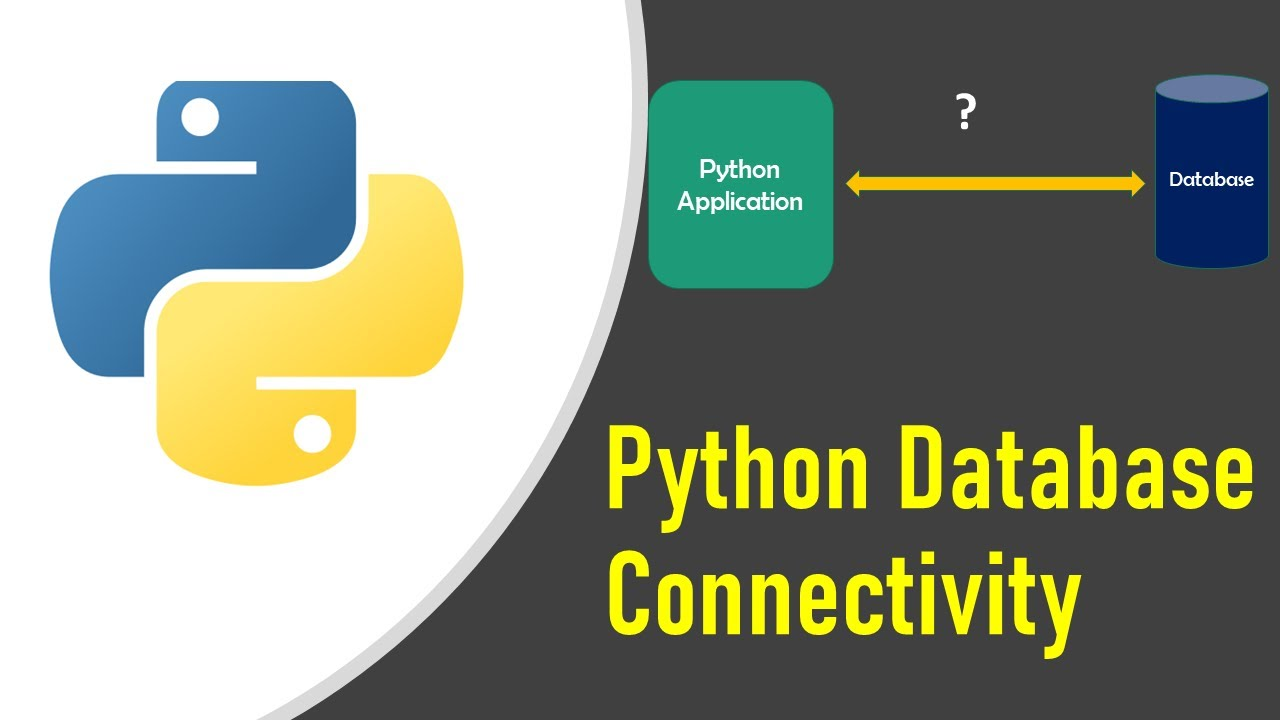 ?
Python
Application
Database
Python Database
Connectivity